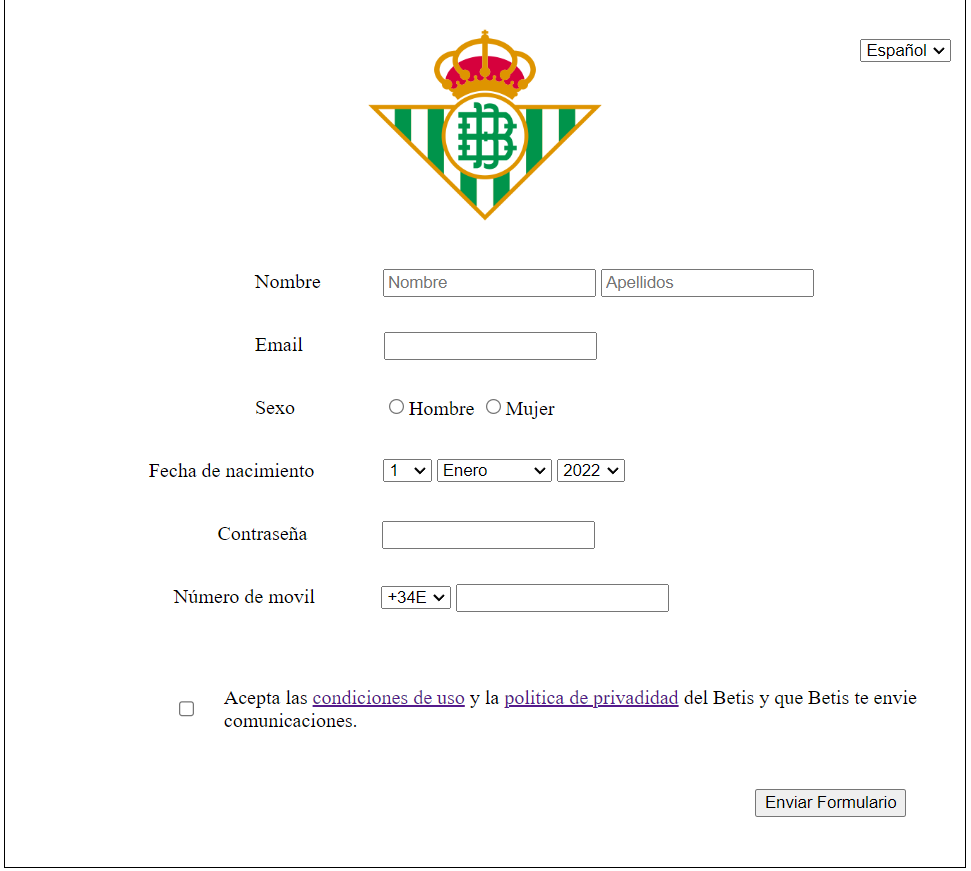 Español
Nombre Nombre Apellidos
Email
Sexo Hombre Mujer
Fecha de nacimiento 1 Enero 2022
Contraseña
Número de movil +34E
Acepta las condiciones de uso y la politica de privadidad del Betis y que Betis te envie
comunicaciones.
Enviar Formulario